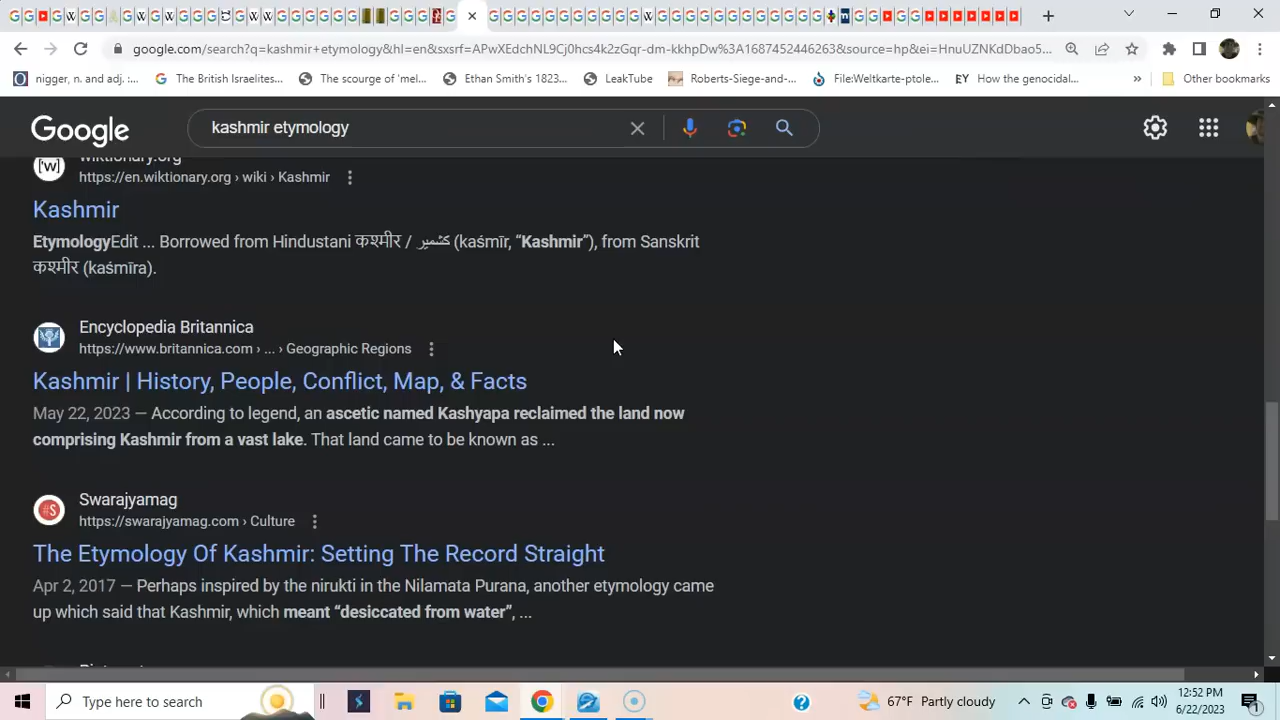 google.com/search?q=kashmir+etymology&hl=en&sxsrf=APwXEdchNL9Cj0hcs4k2zGqr-dm-kkhpDw%3A1687452446263&source=hp&ei=HnuUZNKdDbao5...
nigger, n. and adj. :... The British Israelites... The scourge of 'mel... Ethan Smith's 1823... LeakTube Roberts-Siege-and-... File:Weltkarte-ptole... EY How the genocidal... » Other bookmarks
Google kashmir etymology
['w] wiktionary.org
https://en.wiktionary.org › wiki › Kashmir
Kashmir
EtymologyEdit ... Borrowed from Hindustani कश्मीर / کشمیر (kaśmīr, “Kashmir”), from Sanskrit
कश्मीर (kaśmīra).
Encyclopedia Britannica
https://www.britannica.com › ... › Geographic Regions
Kashmir | History, People, Conflict, Map, & Facts
May 22, 2023 — According to legend, an ascetic named Kashyapa reclaimed the land now
comprising Kashmir from a vast lake. That land came to be known as ...
Swarajyamag
#S https://swarajyamag.com › Culture
The Etymology Of Kashmir: Setting The Record Straight
Apr 2, 2017 — Perhaps inspired by the nirukti in the Nilamata Purana, another etymology came
up which said that Kashmir, which meant “desiccated from water”, ...
Type here to search 67°F Partly cloudy 12:52 PM
6/22/2023 1